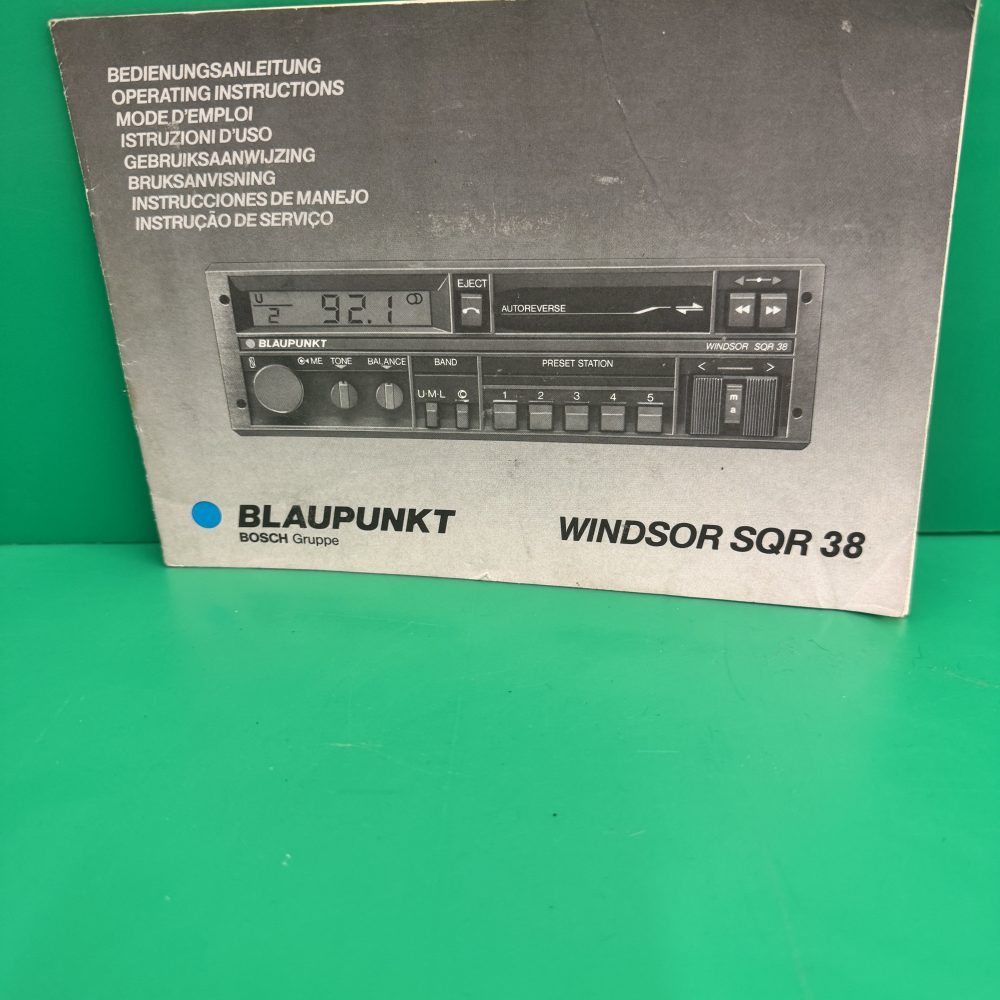 BEDIENUNGSANLEITUNG
OPERATING INSTRUCTIONS
MODE D'EMPLOI
ISTRUZIONI D'USO
GEBRUIKSAANWIJZING
BRUKSANVISNING
INSTRUCCIONES DE MANEJO
INSTRUÇÃO DE SERVIÇO
U
2
92.1
EJECT
AUTOREVERSE
BLAUPUNKT
WINDSOR SQR 38
ME TONE BALANCE BAND PRESET STATION
U·M·L
1 2 3 4 5
m
a
BLAUPUNKT
BOSCH Gruppe
WINDSOR SQR 38